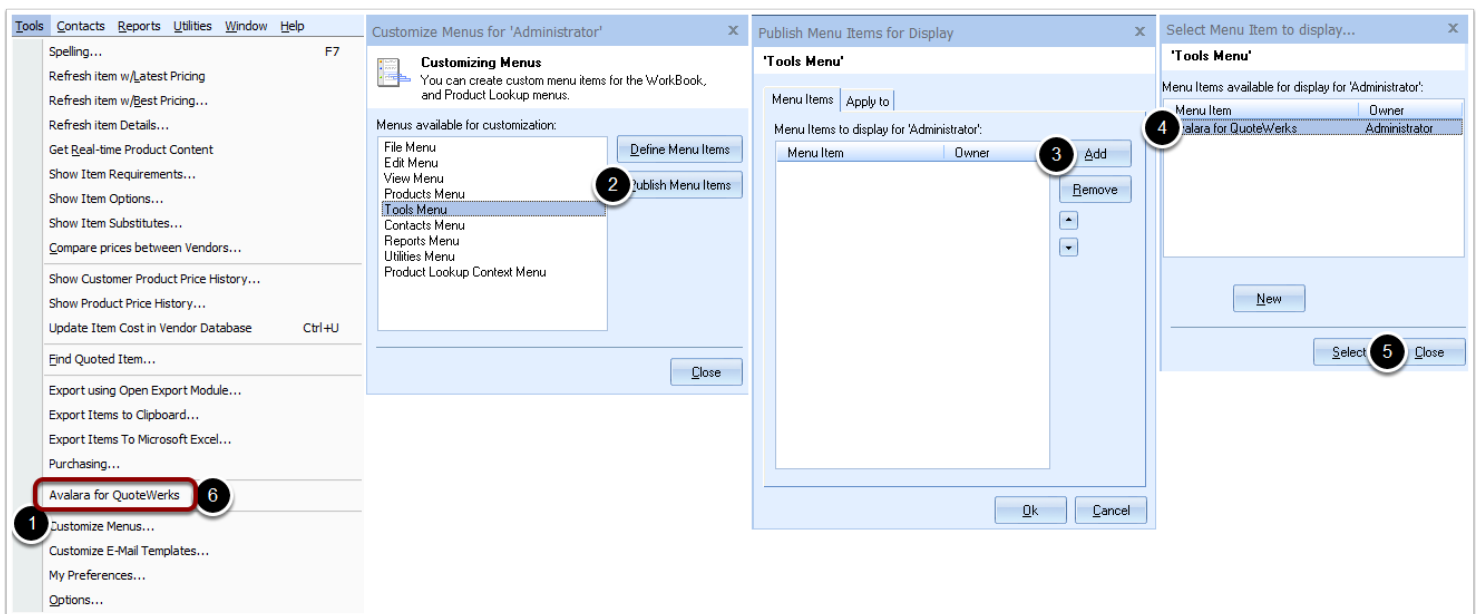 Tools Contacts Reports Utilities Window Help
Spelling... F7
Refresh item w/Latest Pricing
Refresh item w/Best Pricing...
Refresh item Details...
Get Real-time Product Content
Show Item Requirements...
Show Item Options...
Show Item Substitutes...
Compare prices between Vendors...
Show Customer Product Price History...
Show Product Price History...
Update Item Cost in Vendor Database Ctrl+U
Find Quoted Item...
Export using Open Export Module...
Export Items to Clipboard...
Export Items To Microsoft Excel...
Purchasing...
Avalara for QuoteWerks 6
1 Customize Menus...
Customize E-Mail Templates...
My Preferences...
Options...
Customize Menus for 'Administrator' x
Customizing Menus
You can create custom menu items for the WorkBook,
and Product Lookup menus.
Menus available for customization:
File Menu
Edit Menu
View Menu
Products Menu
Tools Menu
Contacts Menu
Reports Menu
Utilities Menu
Product Lookup Context Menu
Define Menu Items
2 Publish Menu Items
Close
Publish Menu Items for Display x
'Tools Menu'
Menu Items Apply to
Menu Items to display for 'Administrator':
Menu Item Owner
3 Add
Remove
Ok Cancel
Select Menu Item to display... x
'Tools Menu'
Menu Items available for display for 'Administrator':
Menu Item Owner
4 Avalara for QuoteWerks Administrator
New
Select 5 Close